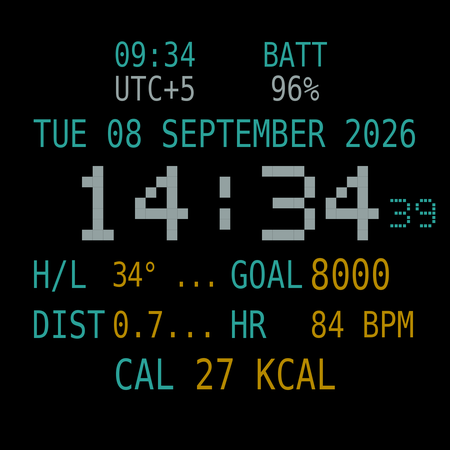 09:34 BATT
UTC+5 96%
TUE 08 SEPTEMBER 2026
14:34 39
H/L 34° ... GOAL 8000
DIST 0.7... HR 84 BPM
CAL 27 KCAL